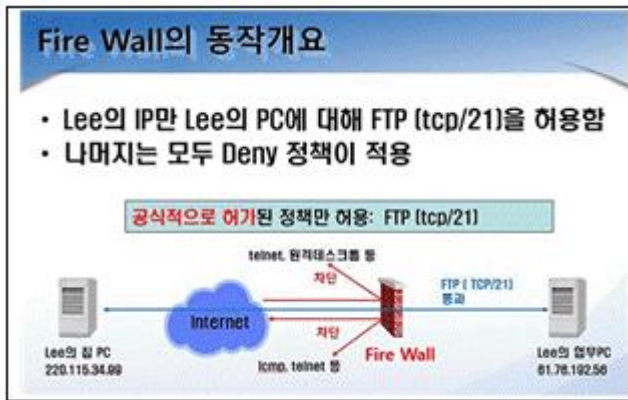 Fire Wall의 동작개요
• Lee의 IP만 Lee의 PC에 대해 FTP (tcp/21)을 허용함
• 나머지는 모두 Deny 정책이 적용
공식적으로 허가된 정책만 허용: FTP (tcp/21)
telnet, 원격데스크톱 등
차단
FTP ( TCP/21)
통과
Internet
차단
Fire Wall
Icmp, telnet 등
Lee의 집 PC
220.115.34.99
Lee의 업무PC
61.76.192.56